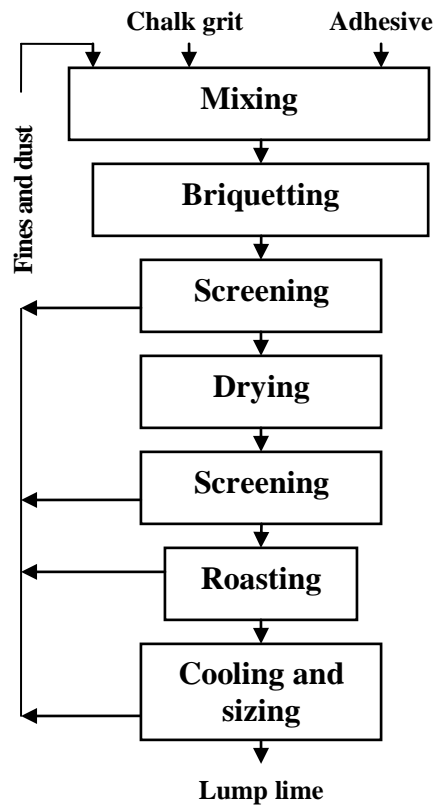 Chalk grit
Adhesive
Mixing
Fines and dust
Briquetting
Screening
Drying
Screening
Roasting
Cooling and
sizing
Lump lime